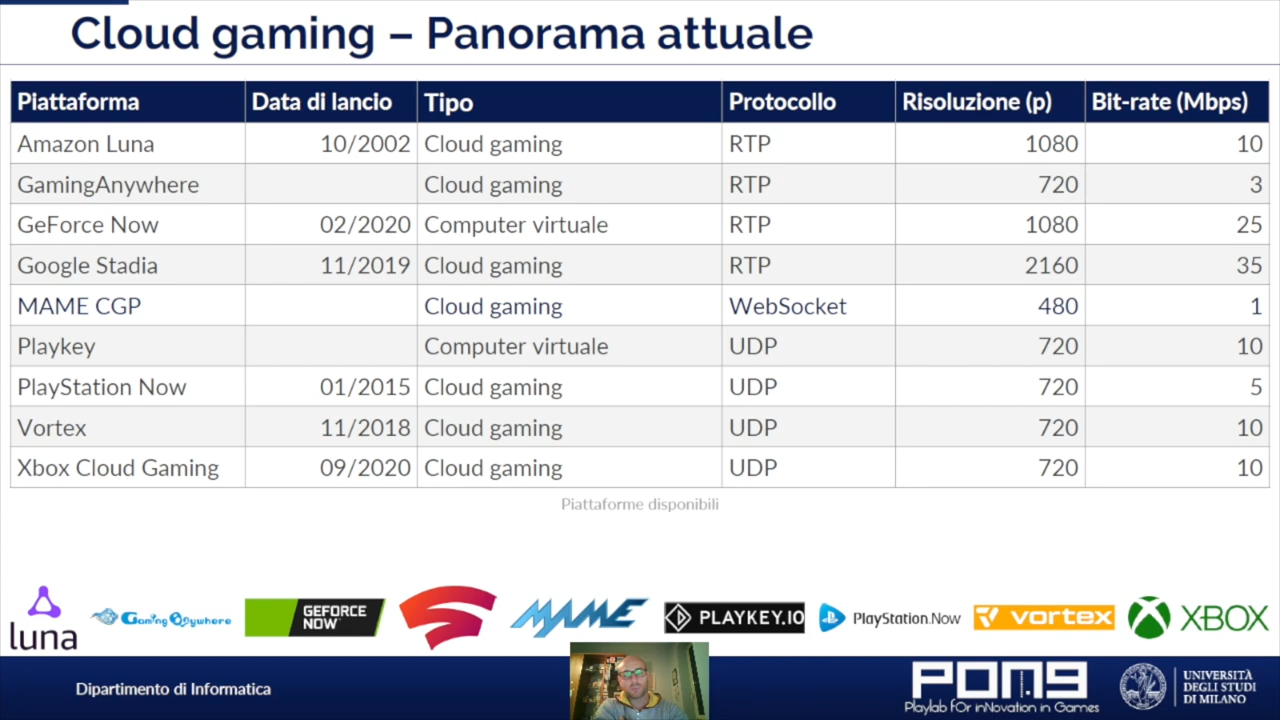 Cloud gaming – Panorama attuale
Piattaforma Data di lancio Tipo Protocollo Risoluzione (p) Bit-rate (Mbps)
Amazon Luna 10/2002 Cloud gaming RTP 1080 10
GamingAnywhere Cloud gaming RTP 720 3
GeForce Now 02/2020 Computer virtuale RTP 1080 25
Google Stadia 11/2019 Cloud gaming RTP 2160 35
MAME CGP Cloud gaming WebSocket 480 1
Playkey Computer virtuale UDP 720 10
PlayStation Now 01/2015 Cloud gaming UDP 720 5
Vortex 11/2018 Cloud gaming UDP 720 10
Xbox Cloud Gaming 09/2020 Cloud gaming UDP 720 10
Piattaforme disponibili
luna
Gaming Anywhere
GEFORCE
NOW
MAME
PLAYKEY.IO
PlayStation.Now
vortex
XBOX
Dipartimento di Informatica
PONG
Playlab fOr inNovation in Games
UNIVERSITÀ
DEGLI STUDI
DI MILANO